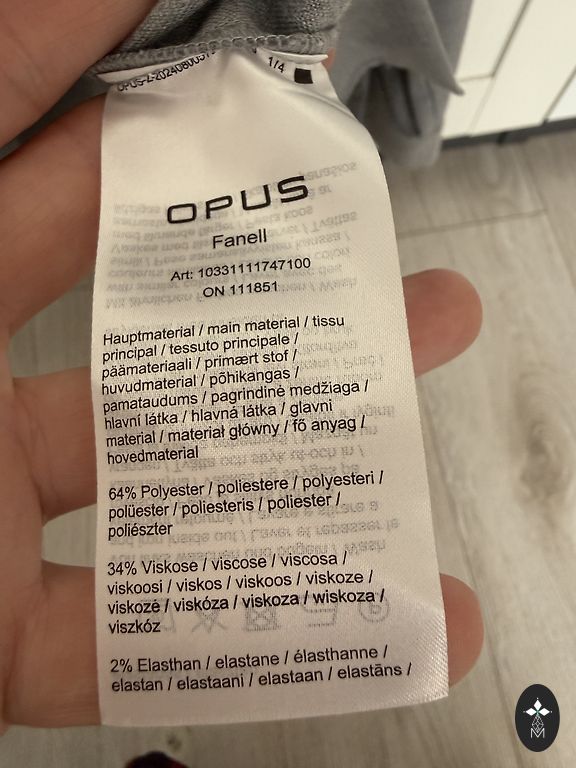 1/4
OPUS
Fanell
Art: 10331111747100
ON 111851
Hauptmaterial / main material / tissu
principal / tessuto principale /
päämateriaali / primært stof /
huvudmaterial / põhikangas /
pamataudums / pagrindinė medžiaga /
hlavní látka / hlavná látka / glavni
material / materiał główny / fő anyag /
hovedmaterial
64% Polyester / poliestere / polyesteri /
polüester / poliesteris / poliester /
poliészter
34% Viskose / viscose / viscosa /
viskoosi / viskos / viskoos / viskoze /
viskozė / viskóza / viskoza / wiskoza /
viszkóz
2% Elasthan / elastane / élasthanne /
elastan / elastaani / elastaan / elastāns /